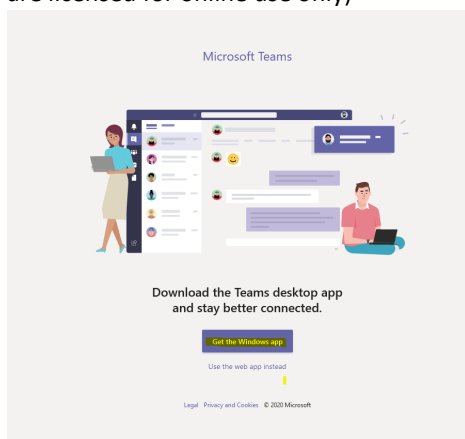 are licensed for online use only)
Microsoft Teams
Download the Teams desktop app
and stay better connected.
Get the Windows app
Use the web app instead
Legal Privacy and Cookies © 2020 Microsoft